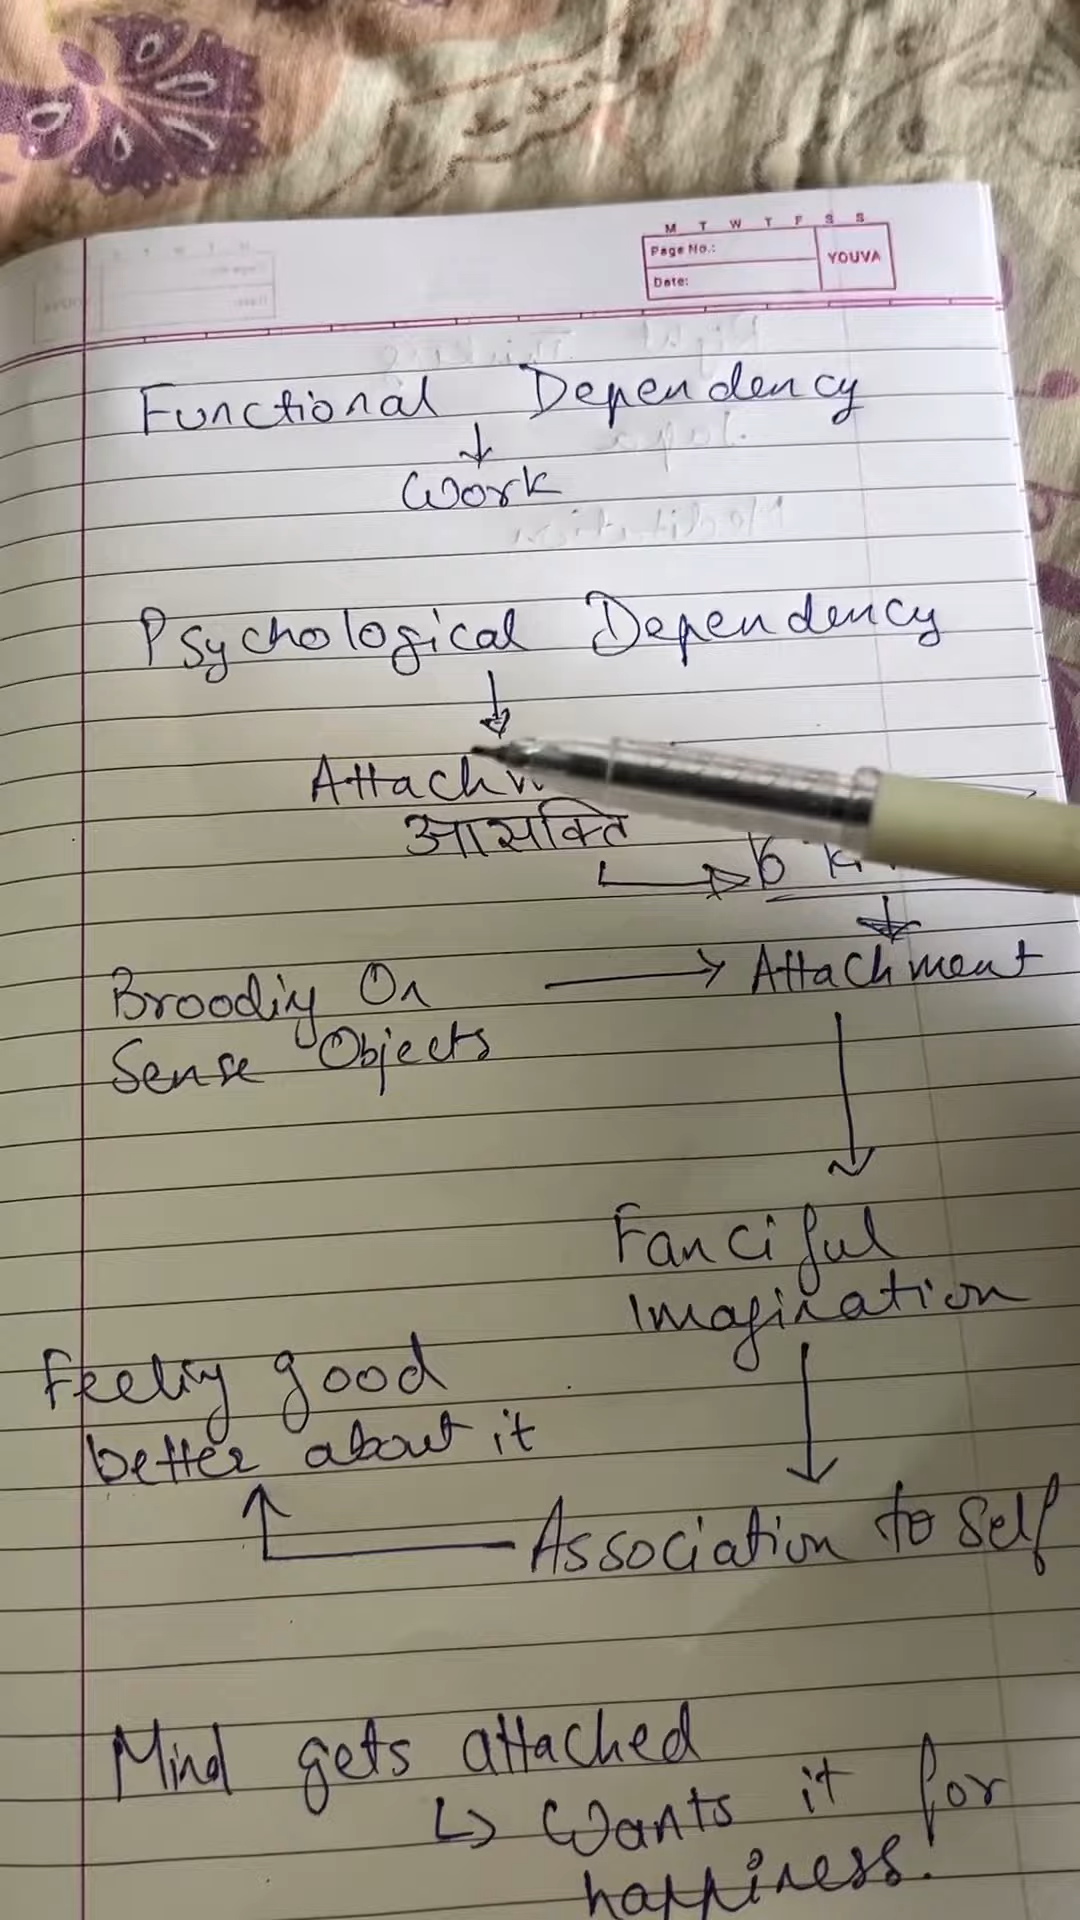 M T W T F S S
Page No.:
YOUVA
Date:
Functional Dependency
Work
Psychological Dependency
आसक्ति
Brooding On
Attachment
Sense Objects
Fanciful
Imagination
Feeling good
better about it
Association to Self
Mind gets attached
Wants it for
happiness.